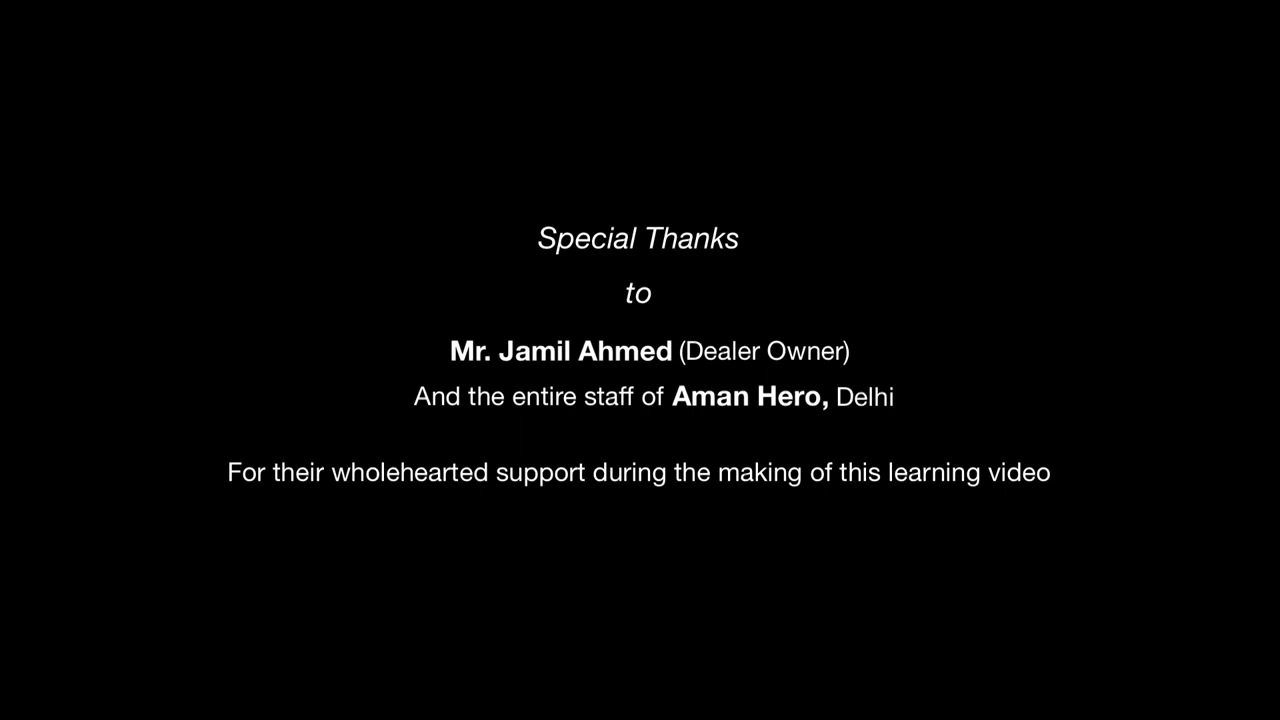 Special Thanks
to
Mr. Jamil Ahmed (Dealer Owner)
And the entire staff of Aman Hero, Delhi
For their wholehearted support during the making of this learning video